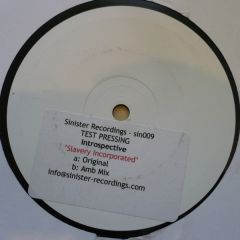 Sinister Recordings - sin009
TEST PRESSING
Introspective
"Slavery Incorporated"
a: Original
b: Amb Mix
info@sinister-recordings.com